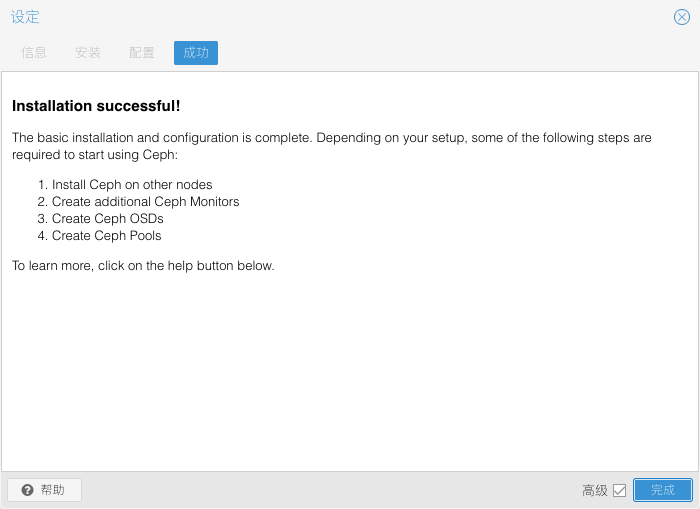 设定
信息 安装 配置 成功
Installation successful!
The basic installation and configuration is complete. Depending on your setup, some of the following steps are
required to start using Ceph:
1. Install Ceph on other nodes
2. Create additional Ceph Monitors
3. Create Ceph OSDs
4. Create Ceph Pools
To learn more, click on the help button below.
帮助 高级 完成